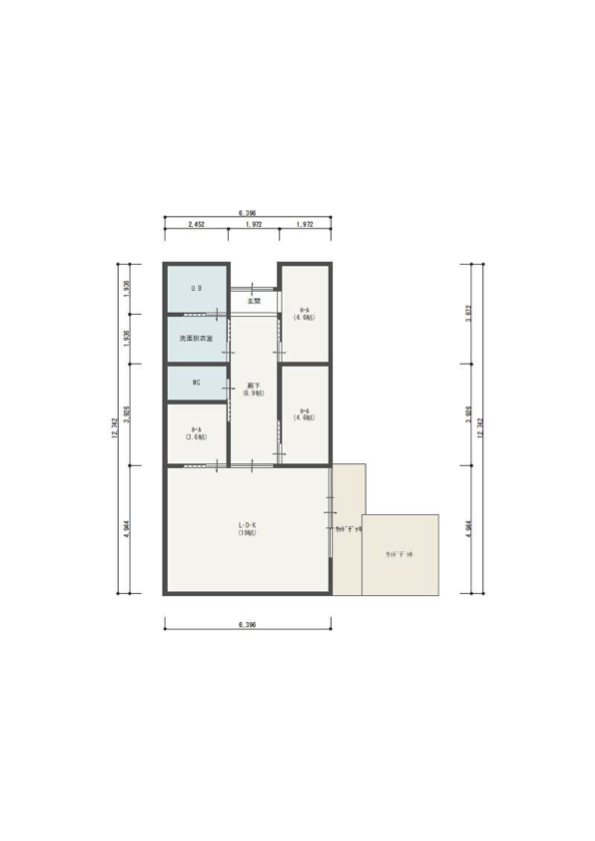 6,396
2,452 1,972 1,972
U.B
玄関
ﾙｰﾑ
(4.6帖)
洗面脱衣室
WC
廊下
(6.9帖)
ﾙｰﾑ
(3.6帖)
ﾙｰﾑ
(4.6帖)
L-D-K
(19帖)
ｳｯﾄﾞﾃﾞｯｷ
ｳｯﾄﾞﾃﾞｯｷ
1,936
1,936
3,926
4,944
12,742
3,872
3,926
4,944
12,742
6,396